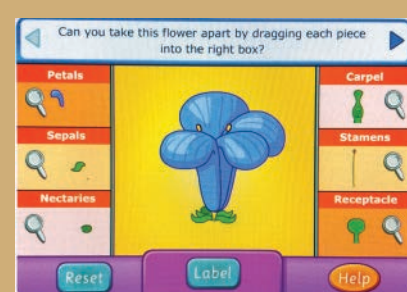 Can you take this flower apart by dragging each piece
into the right box?
Petals
Sepals
Nectaries
Carpel
Stamens
Receptacle
Reset
Label
Help